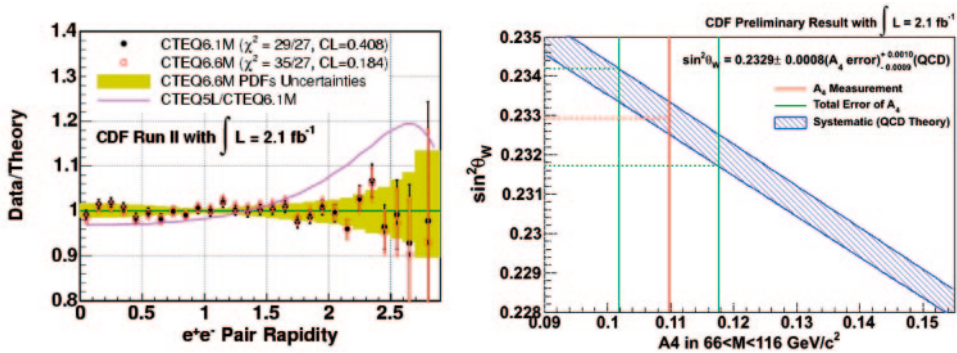 1.4
1.3
1.2
1.1
1
0.9
0.8
Data/Theory
CTEQ6.1M (χ² = 29/27, CL=0.408)
CTEQ6.6M (χ² = 35/27, CL=0.184)
CTEQ6.6M PDFs Uncertainties
CTEQ5L/CTEQ6.1M
CDF Run II with ∫ L = 2.1 fb⁻¹
0 0.5 1 1.5 2 2.5
e⁺e⁻ Pair Rapidity
CDF Preliminary Result with ∫ L = 2.1 fb⁻¹
0.235
0.234
0.233
0.232
0.231
0.23
0.229
0.228
sin²θ_W
sin²θ_W = 0.2329± 0.0008(A₄ error)+ 0.0010 - 0.0009(QCD)
A₄ Measurement
Total Error of A₄
Systematic (QCD Theory)
0.09 0.1 0.11 0.12 0.13 0.14 0.15
A4 in 66<M<116 GeV/c²